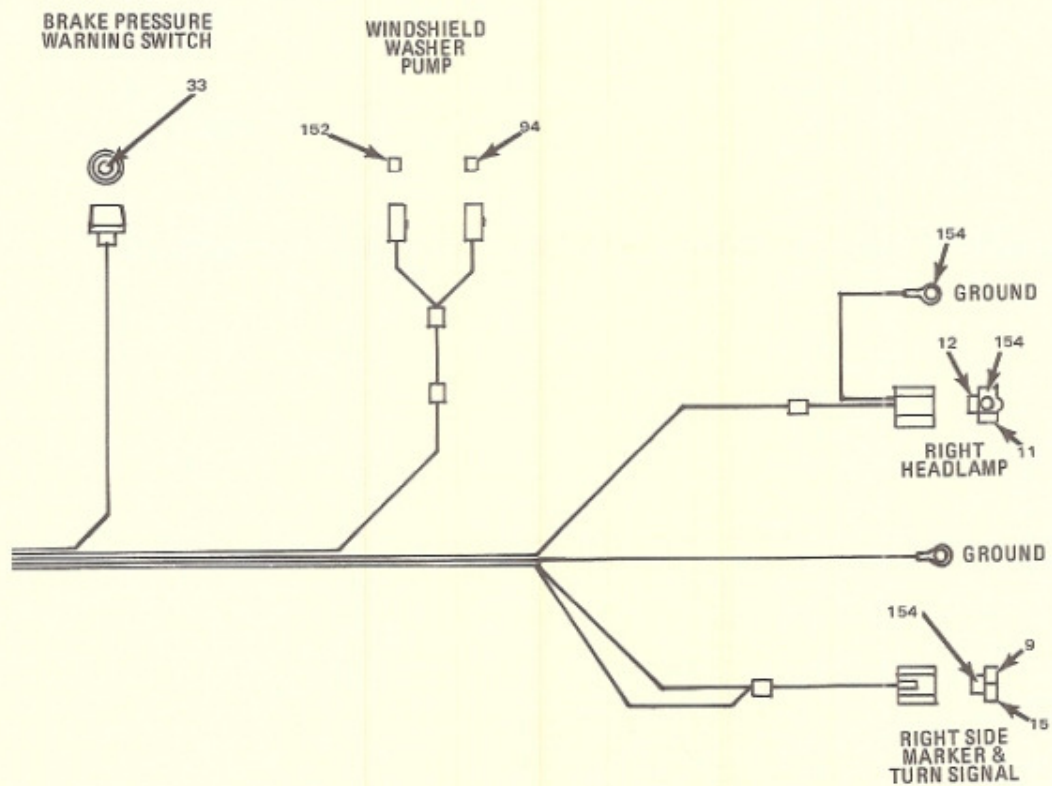 BRAKE PRESSURE
WARNING SWITCH
33
WINDSHIELD
WASHER
PUMP
152
94
154
GROUND
12
154
11
RIGHT
HEADLAMP
GROUND
154
9
15
RIGHT SIDE
MARKER &
TURN SIGNAL